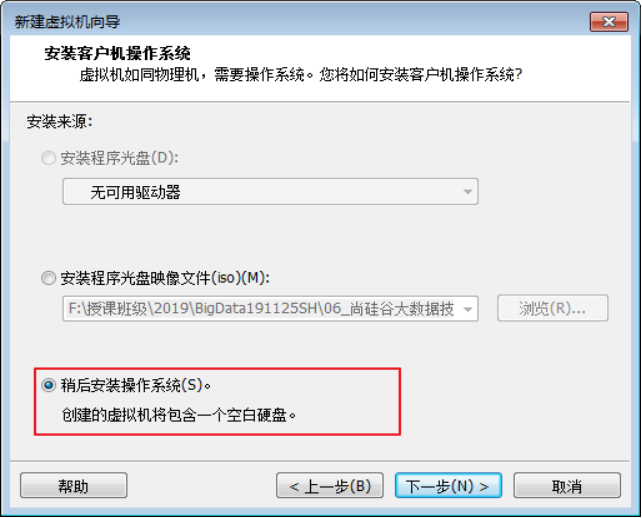 新建虚拟机向导
安装客户机操作系统
虚拟机如同物理机，需要操作系统。您将如何安装客户机操作系统?
安装来源:
安装程序光盘(D):
无可用驱动器
安装程序光盘映像文件(iso)(M):
F:\授课班级\2019\BigData191125SH\06_尚硅谷大数据技
浏览(R)...
稍后安装操作系统(S)。
创建的虚拟机将包含一个空白硬盘。
帮助
< 上一步(B)
下一步(N) >
取消